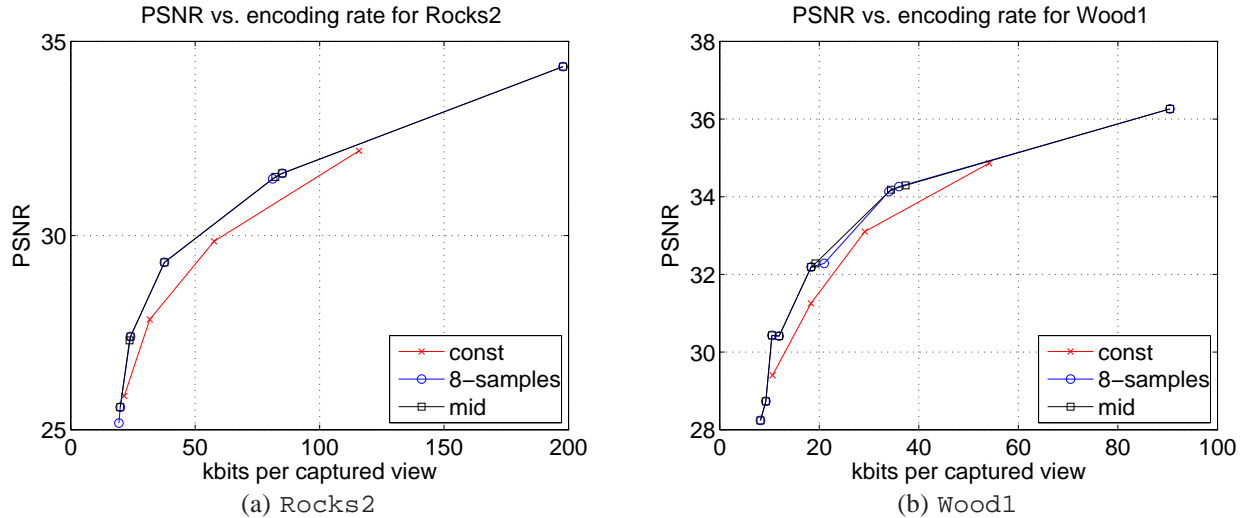 PSNR vs. encoding rate for Rocks2
35
30
25
PSNR
0 50 100 150 200
kbits per captured view
const
8−samples
mid
(a) Rocks2
PSNR vs. encoding rate for Wood1
38
36
34
32
30
28
PSNR
0 20 40 60 80 100
kbits per captured view
const
8−samples
mid
(b) Wood1